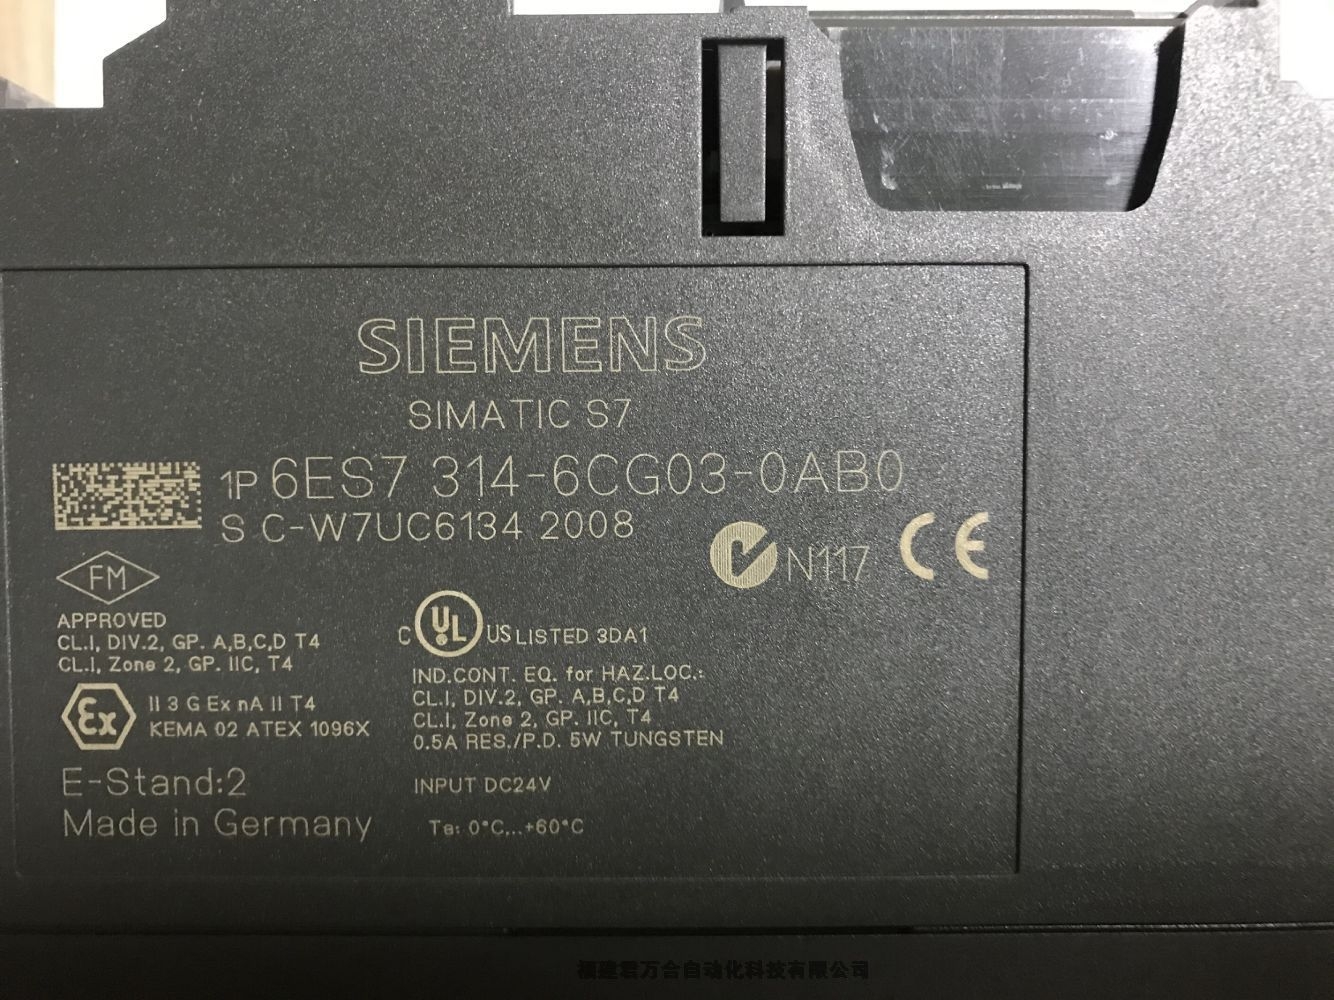 SIEMENS
SIMATIC S7
1P 6ES7 314-6CG03-0AB0
S C-W7UC6134 2008
N117 CE
FM
APPROVED
CL.I, DIV.2, GP. A,B,C,D T4
CL.I, Zone 2, GP. IIC, T4
Ex II 3 G Ex nA II T4
KEMA 02 ATEX 1096X
E-Stand:2
Made in Germany
C UL US LISTED 3DA1
IND.CONT. EQ. for HAZ.LOC.:
CL.I, DIV.2, GP. A,B,C,D T4
CL.I, Zone 2, GP. IIC, T4
0.5A RES./P.D. 5W TUNGSTEN
INPUT DC24V
Ta: 0°C...+60°C
福建君万合自动化科技有限公司